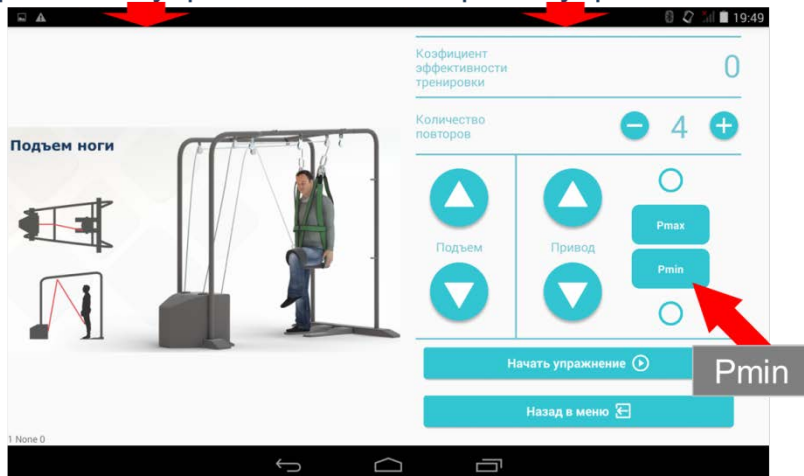 19:49
Подъем ноги
Коэфициент
эффективности
тренировки
0
Количество
повторов
4
Подъем
Привод
Pmax
Pmin
Начать упражнение
Pmin
Назад в меню
1 None 0